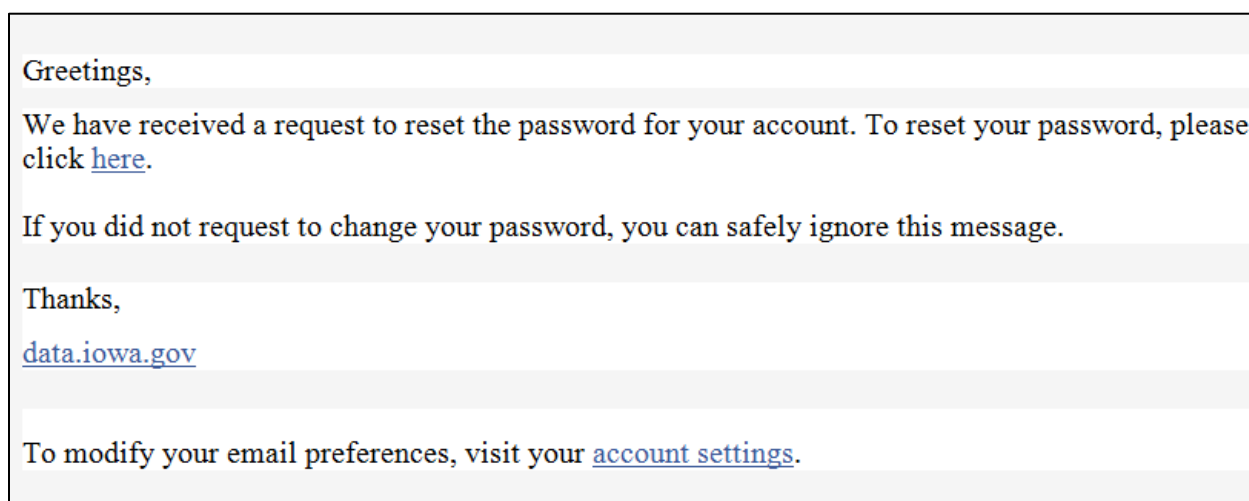 Greetings,
We have received a request to reset the password for your account. To reset your password, please
click here.
If you did not request to change your password, you can safely ignore this message.
Thanks,
data.iowa.gov
To modify your email preferences, visit your account settings.